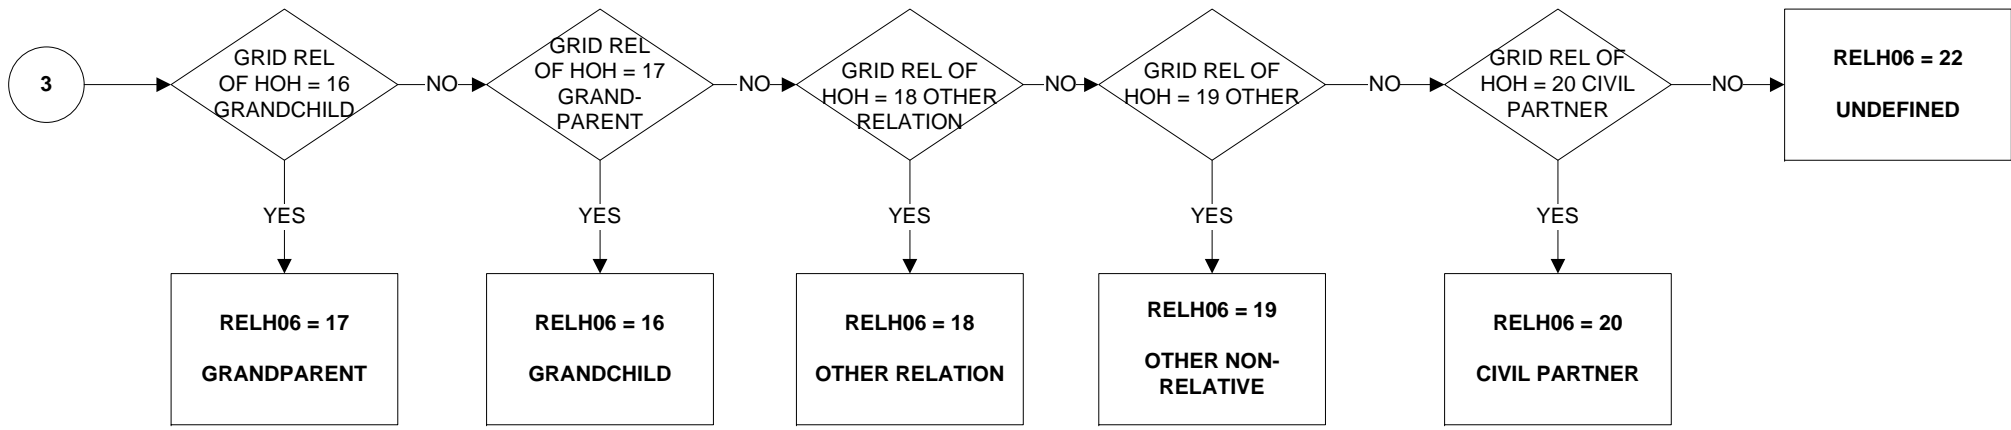 3
GRID REL
OF HOH = 16
GRANDCHILD
NO
GRID REL
OF HOH = 17
GRAND-
PARENT
NO
GRID REL OF
HOH = 18 OTHER
RELATION
NO
GRID REL OF
HOH = 19 OTHER
NO
GRID REL OF
HOH = 20 CIVIL
PARTNER
NO
RELH06 = 22
UNDEFINED
YES
YES
YES
YES
YES
RELH06 = 17
GRANDPARENT
RELH06 = 16
GRANDCHILD
RELH06 = 18
OTHER RELATION
RELH06 = 19
OTHER NON-
RELATIVE
RELH06 = 20
CIVIL PARTNER